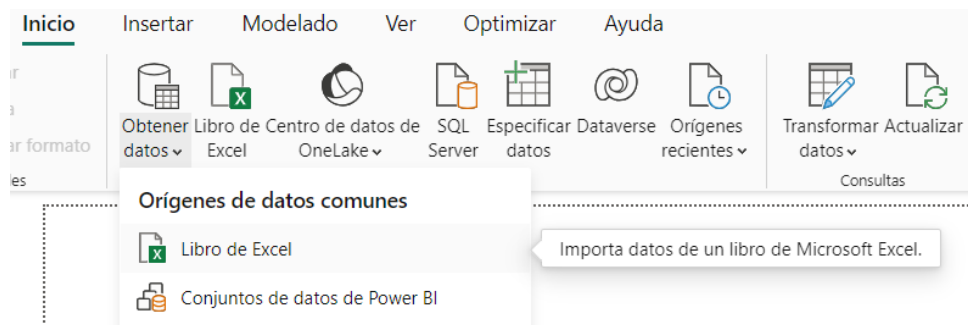 Inicio Insertar Modelado Ver Optimizar Ayuda
Obtener datos
Libro de Excel
Centro de datos de OneLake
SQL Server
Especificar datos
Dataverse
Orígenes recientes
Transformar datos
Actualizar
ar formato
Consultas
Orígenes de datos comunes
Libro de Excel
Importa datos de un libro de Microsoft Excel.
Conjuntos de datos de Power BI